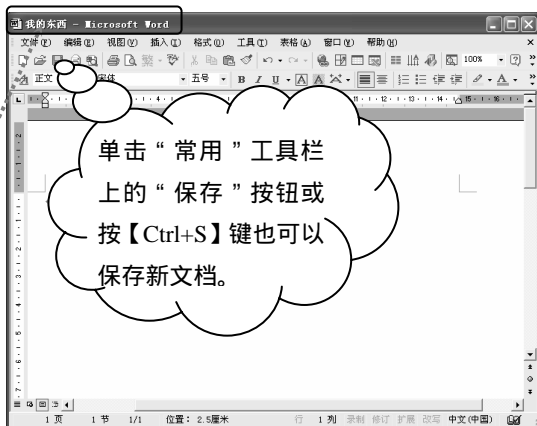 我的东西 - Microsoft Word
文件(F) 编辑(E) 视图(V) 插入(I) 格式(O) 工具(T) 表格(A) 窗口(W) 帮助(H)
100%
正文 宋体 五号 B I U A A A
单击“常用”工具栏
上的“保存”按钮或
按【Ctrl+S】键也可以
保存新文档。
1 页 1 节 1/1 位置: 2.5厘米 行 1 列 录制 修订 扩展 改写 中文(中国)